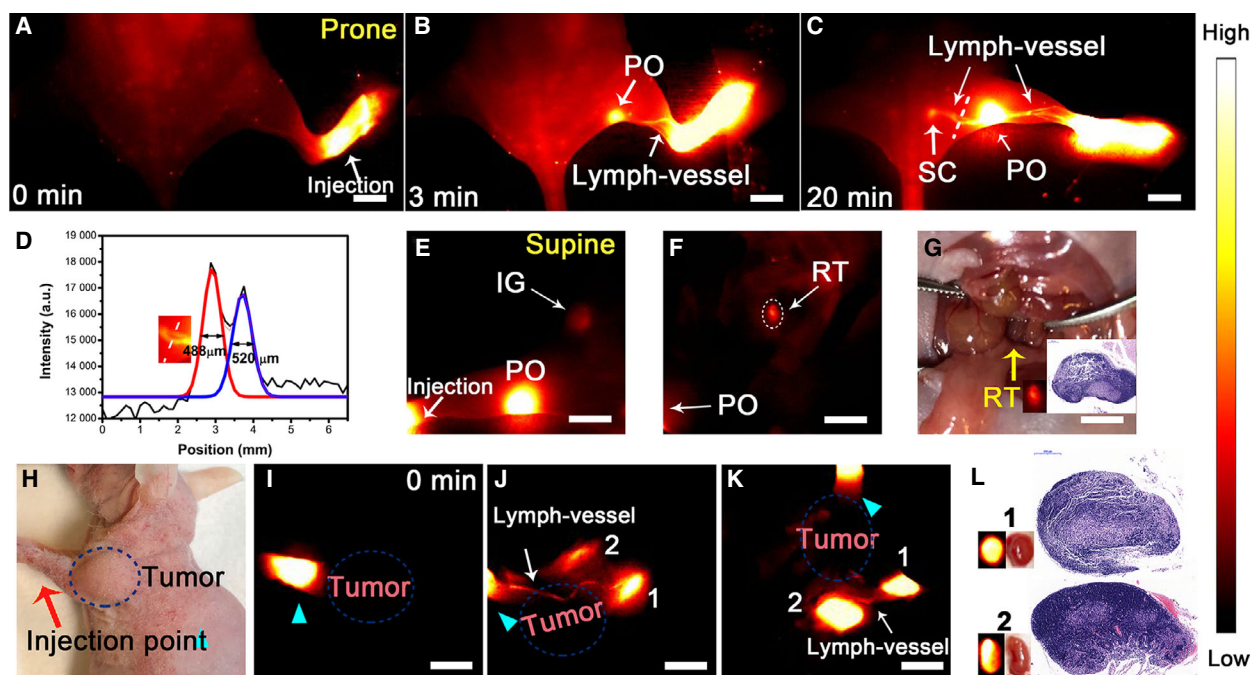 A
Prone
Injection
0 min
B
PO
Lymph-vessel
3 min
C
Lymph-vessel
SC
PO
20 min
High
Low
D
19 000
18 000
17 000
16 000
15 000
14 000
13 000
12 000
Intensity (a.u.)
488μm
520 μm
0
1
2
3
4
5
6
Position (mm)
E
Supine
IG
PO
Injection
F
RT
PO
G
RT
H
Tumor
Injection point
I
0 min
Tumor
J
Lymph-vessel
2
1
Tumor
K
Tumor
1
2
Lymph-vessel
L
1
2